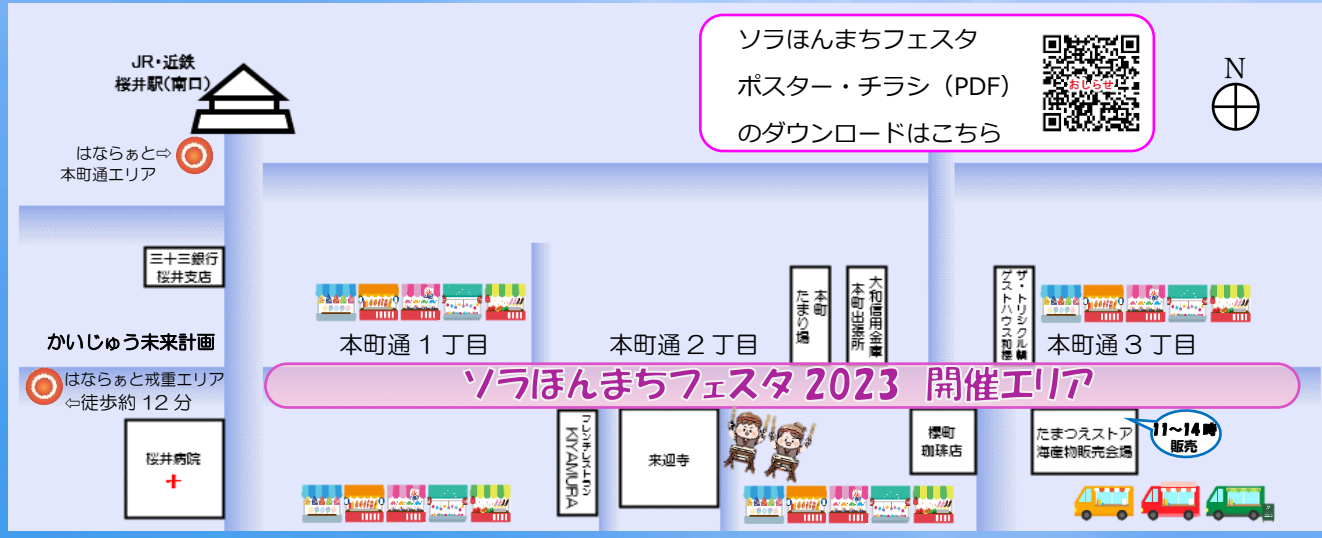 JR・近鉄
桜井駅(南口)
ソラほんまちフェスタ
ポスター・チラシ（PDF）
のダウンロードはこちら
おしらせ
N
はならぁと⇨
本町通エリア
三十三銀行
桜井支店
本町
たまり場
大和信用金庫
本町出張所
ザ・トリシクル鶴
ゲストハウス和櫻
かいじゅう未来計画
本町通１丁目
本町通２丁目
本町通３丁目
はならぁと戒重エリア
⇦徒歩約 12 分
ソラほんまちフェスタ 2023 開催エリア
桜井病院
フレンチレストラン
KIYAMURA
来迎寺
櫻町
珈琲店
たまつえストア
海産物販売会場
11～14時
販売